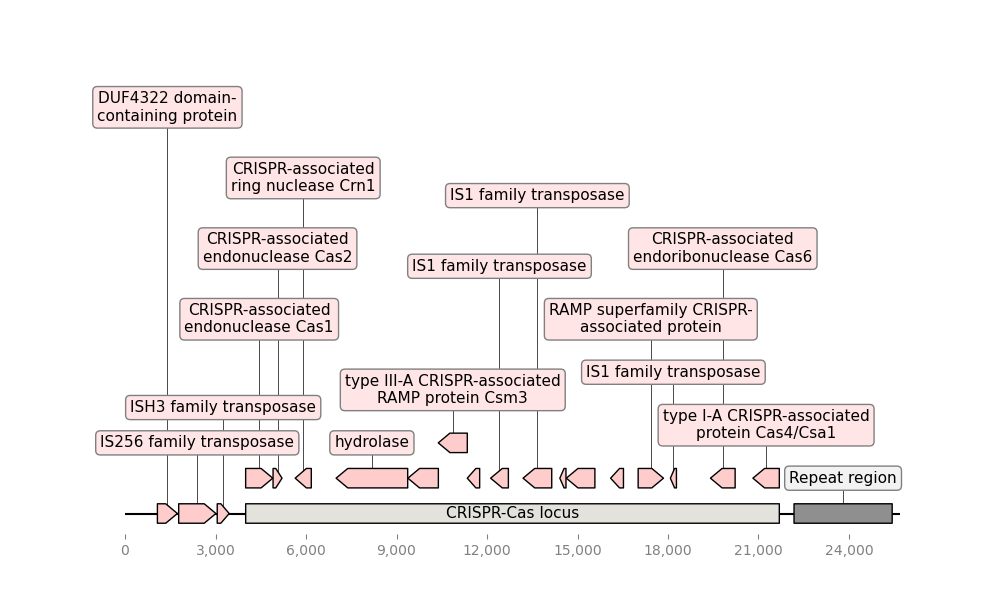 DUF4322 domain-
containing protein
CRISPR-associated
ring nuclease Crn1
IS1 family transposase
CRISPR-associated
endonuclease Cas2
IS1 family transposase
CRISPR-associated
endoribonuclease Cas6
CRISPR-associated
endonuclease Cas1
RAMP superfamily CRISPR-
associated protein
IS1 family transposase
type III-A CRISPR-associated
RAMP protein Csm3
ISH3 family transposase
type I-A CRISPR-associated
protein Cas4/Csa1
IS256 family transposase
hydrolase
Repeat region
CRISPR-Cas locus
0 3,000 6,000 9,000 12,000 15,000 18,000 21,000 24,000